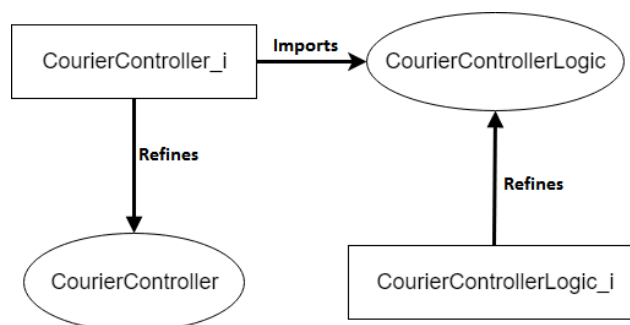 Imports
CourierController_i
CourierControllerLogic
Refines
Refines
CourierController
CourierControllerLogic_i